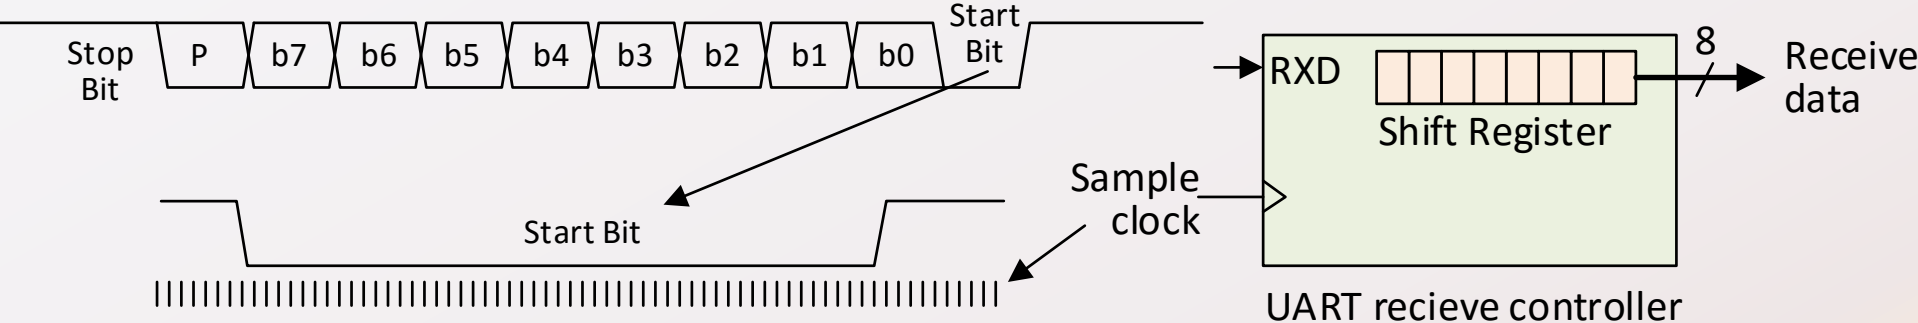 Stop
Bit
P
b7
b6
b5
b4
b3
b2
b1
b0
Start
Bit
Start Bit
Sample
clock
RXD
Shift Register
8
Receive
data
UART recieve controller